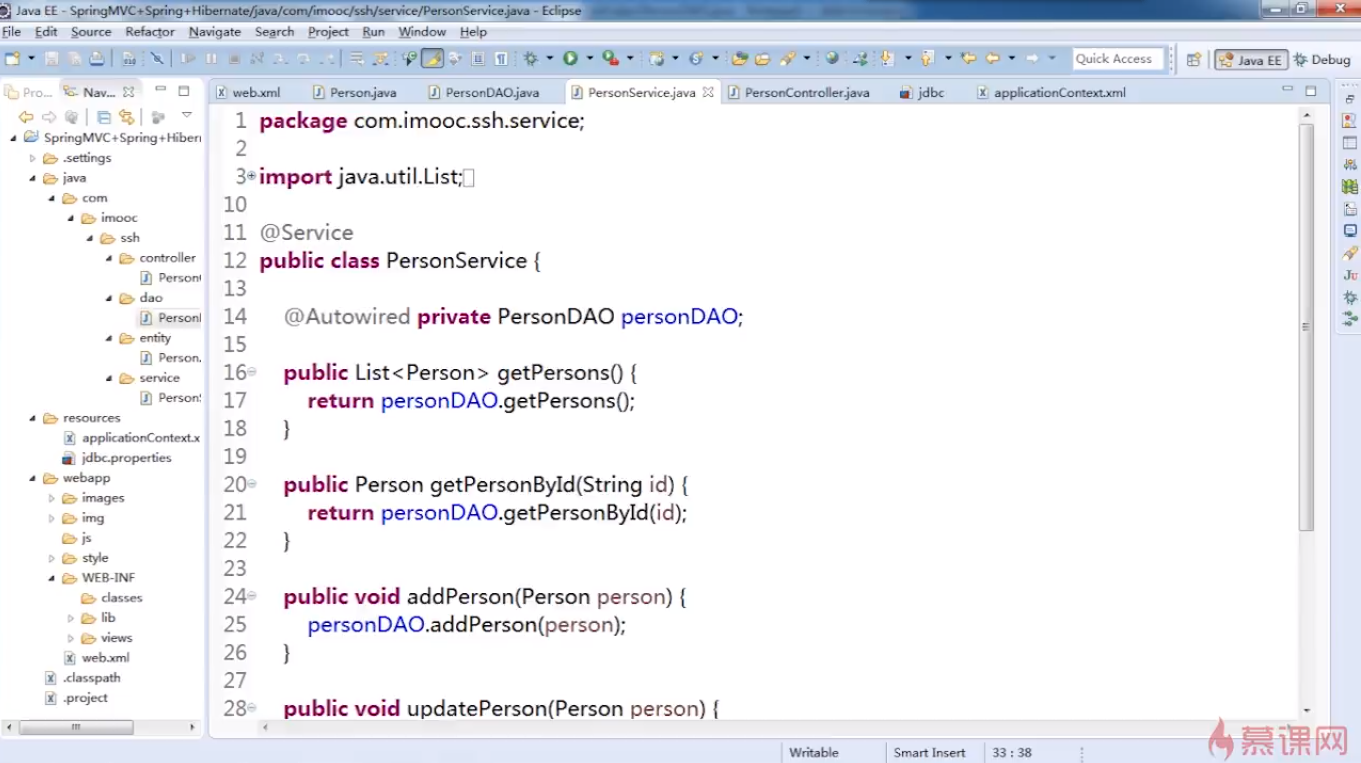 Java EE - SpringMVC+Spring+Hibernate/java/com/imooc/ssh/service/PersonService.java - Eclipse
File Edit Source Refactor Navigate Search Project Run Window Help
Quick Access Java EE Debug
Pro... Nav...
SpringMVC+Spring+Hiber
.settings
java
com
imooc
ssh
controller
Person
dao
Person
entity
Person.
service
Person
resources
applicationContext.x
jdbc.properties
webapp
images
img
js
style
WEB-INF
classes
lib
views
web.xml
.classpath
.project
web.xml Person.java PersonDAO.java PersonService.java PersonController.java jdbc applicationContext.xml
1 package com.imooc.ssh.service;
2
3 import java.util.List;
10
11 @Service
12 public class PersonService {
13
14 @Autowired private PersonDAO personDAO;
15
16 public List<Person> getPersons() {
17 return personDAO.getPersons();
18 }
19
20 public Person getPersonById(String id) {
21 return personDAO.getPersonById(id);
22 }
23
24 public void addPerson(Person person) {
25 personDAO.addPerson(person);
26 }
27
28 public void updatePerson(Person person) {
Writable Smart Insert 33 : 38
慕课网